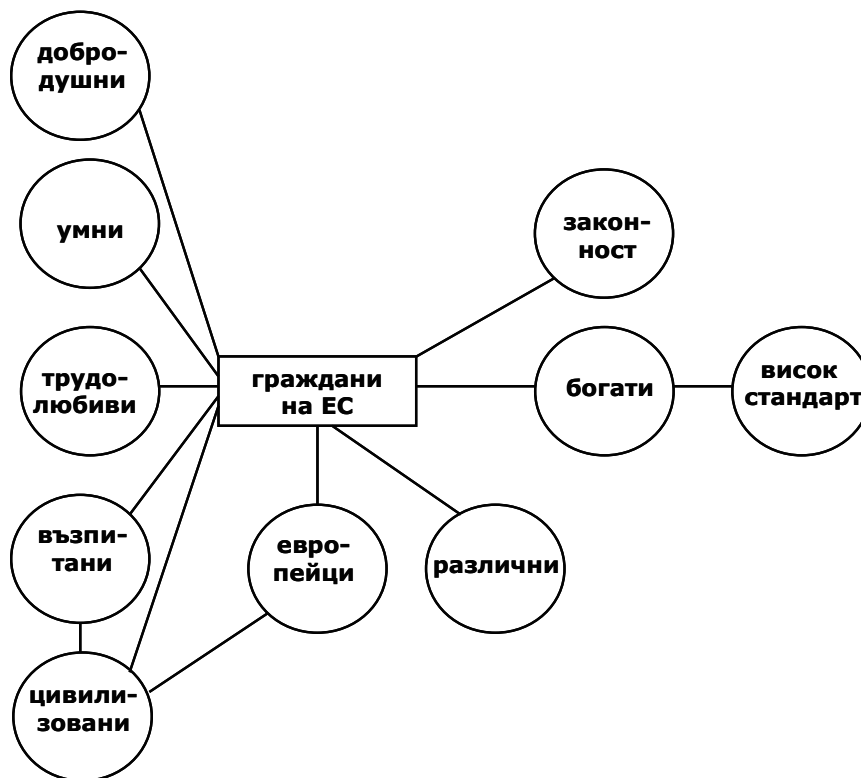 добро-
душни
умни
закон-
ност
трудо-
любиви
граждани
на ЕС
богати
висок
стандарт
възпи-
тани
евро-
пейци
различни
цивили-
зовани